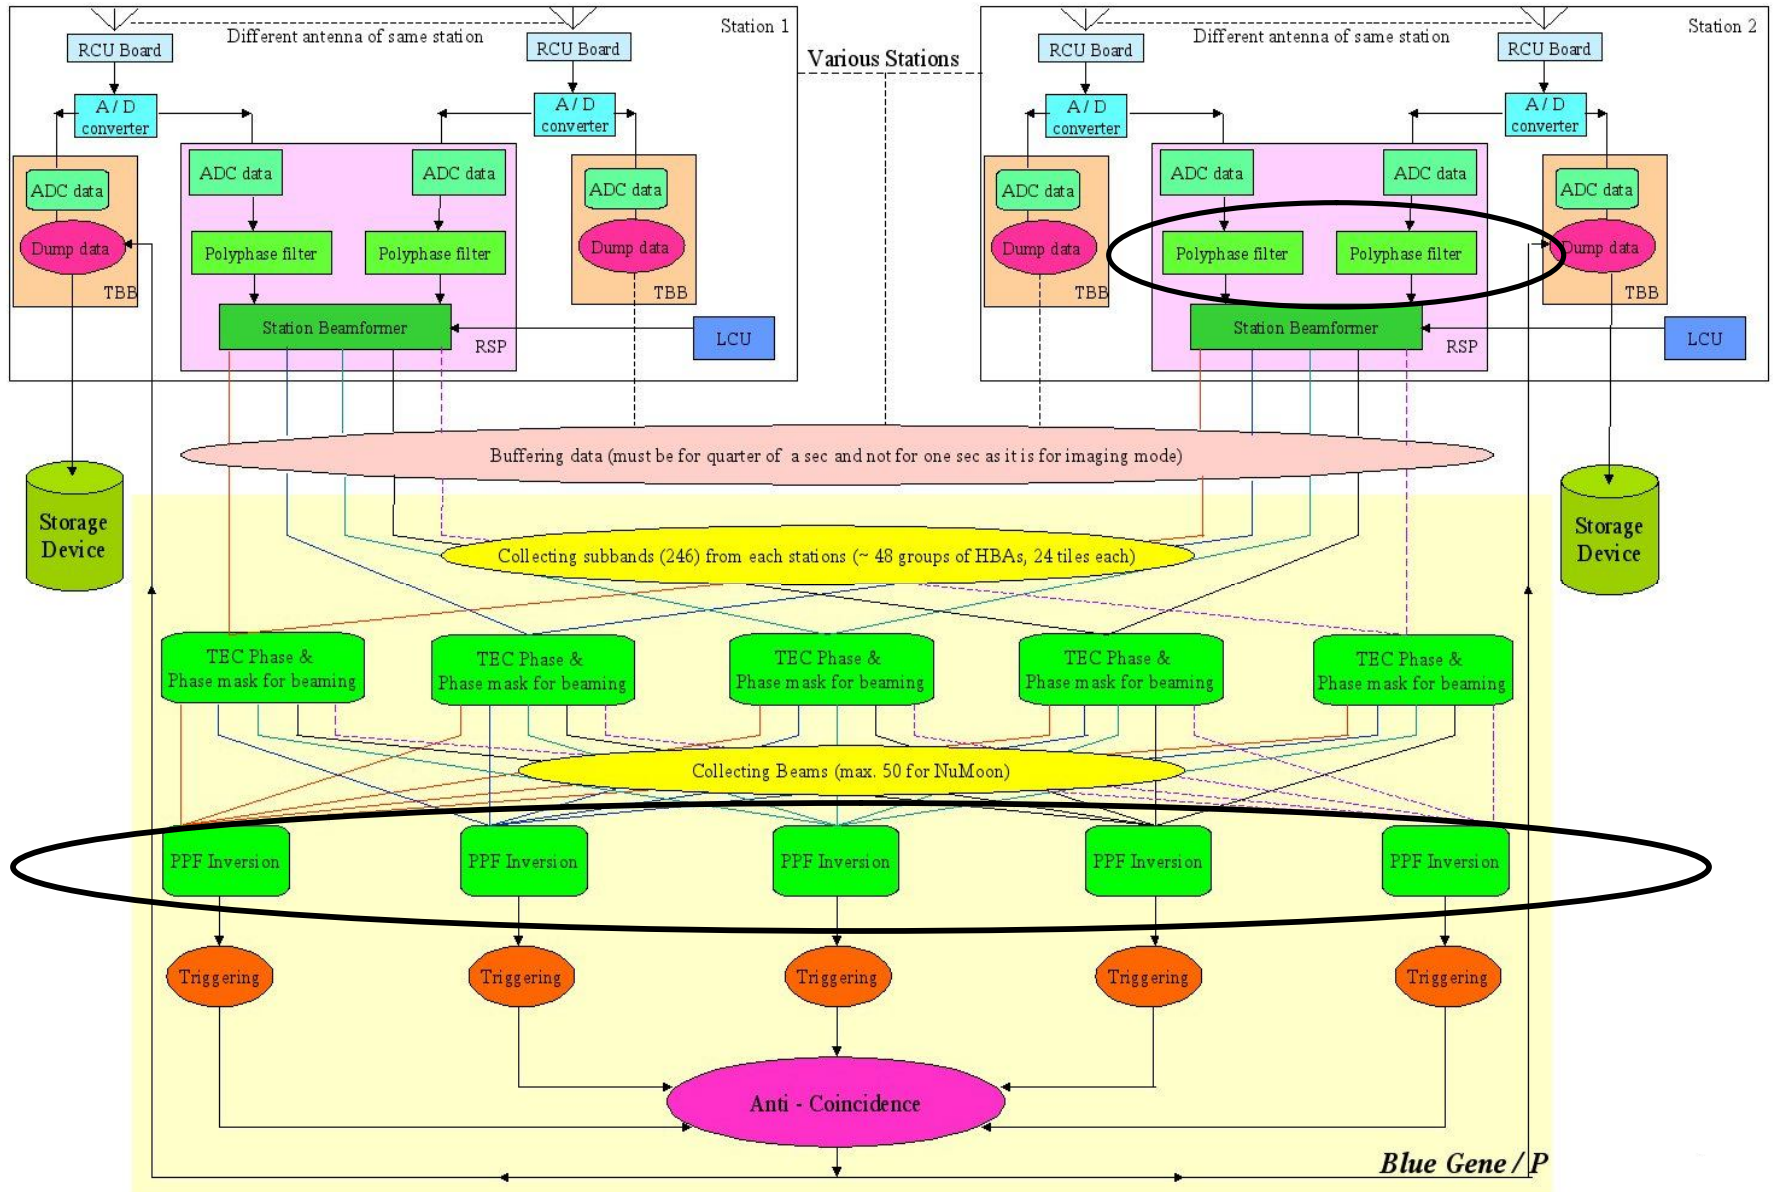 Station 1
Station 2
Different antenna of same station
Different antenna of same station
RCU Board
RCU Board
RCU Board
RCU Board
Various Stations
A / D
converter
A / D
converter
A / D
converter
A / D
converter
ADC data
ADC data
ADC data
ADC data
ADC data
ADC data
ADC data
ADC data
Dump data
Polyphase filter
Polyphase filter
Dump data
Dump data
Polyphase filter
Polyphase filter
Dump data
TBB
TBB
TBB
TBB
Station Beamformer
RSP
LCU
Station Beamformer
RSP
LCU
Buffering data (must be for quarter of a sec and not for one sec as it is for imaging mode)
Storage
Device
Storage
Device
Collecting subbands (246) from each stations (~ 48 groups of HBAs, 24 tiles each)
TEC Phase &
Phase mask for beaming
TEC Phase &
Phase mask for beaming
TEC Phase &
Phase mask for beaming
TEC Phase &
Phase mask for beaming
TEC Phase &
Phase mask for beaming
Collecting Beams (max. 50 for NuMoon)
PPF Inversion
PPF Inversion
PPF Inversion
PPF Inversion
PPF Inversion
Triggering
Triggering
Triggering
Triggering
Triggering
Anti - Coincidence
Blue Gene / P